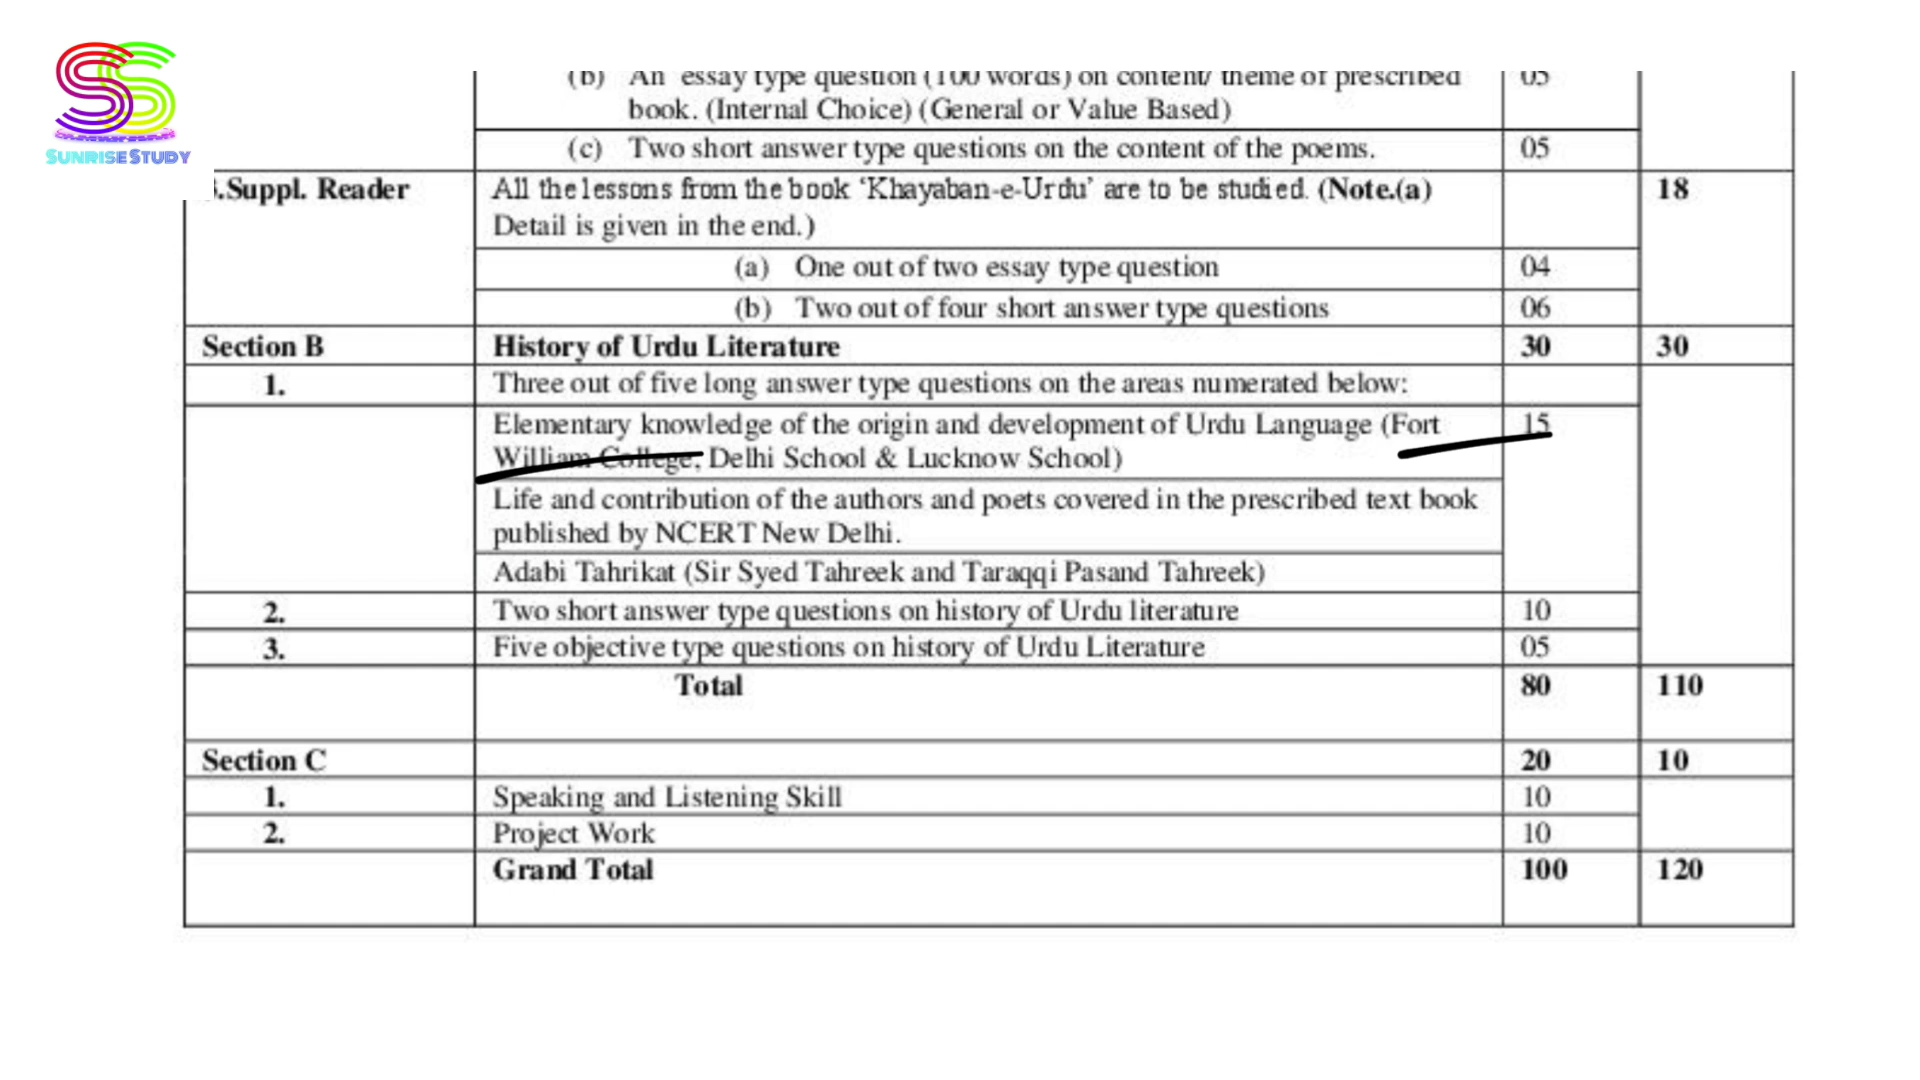 SUNRISE STUDY
(b) An essay type question (100 words) on content/ theme of prescribed 05
book. (Internal Choice) (General or Value Based)
(c) Two short answer type questions on the content of the poems. 05
.Suppl. Reader All the lessons from the book ‘Khayaban-e-Urdu’ are to be studied. (Note.(a) 18
Detail is given in the end.)
(a) One out of two essay type question 04
(b) Two out of four short answer type questions 06
Section B History of Urdu Literature 30 30
1. Three out of five long answer type questions on the areas numerated below:
Elementary knowledge of the origin and development of Urdu Language (Fort 15
William College, Delhi School & Lucknow School)
Life and contribution of the authors and poets covered in the prescribed text book
published by NCERT New Delhi.
Adabi Tahrikat (Sir Syed Tahreek and Taraqqi Pasand Tahreek)
2. Two short answer type questions on history of Urdu literature 10
3. Five objective type questions on history of Urdu Literature 05
Total 80 110
Section C 20 10
1. Speaking and Listening Skill 10
2. Project Work 10
Grand Total 100 120